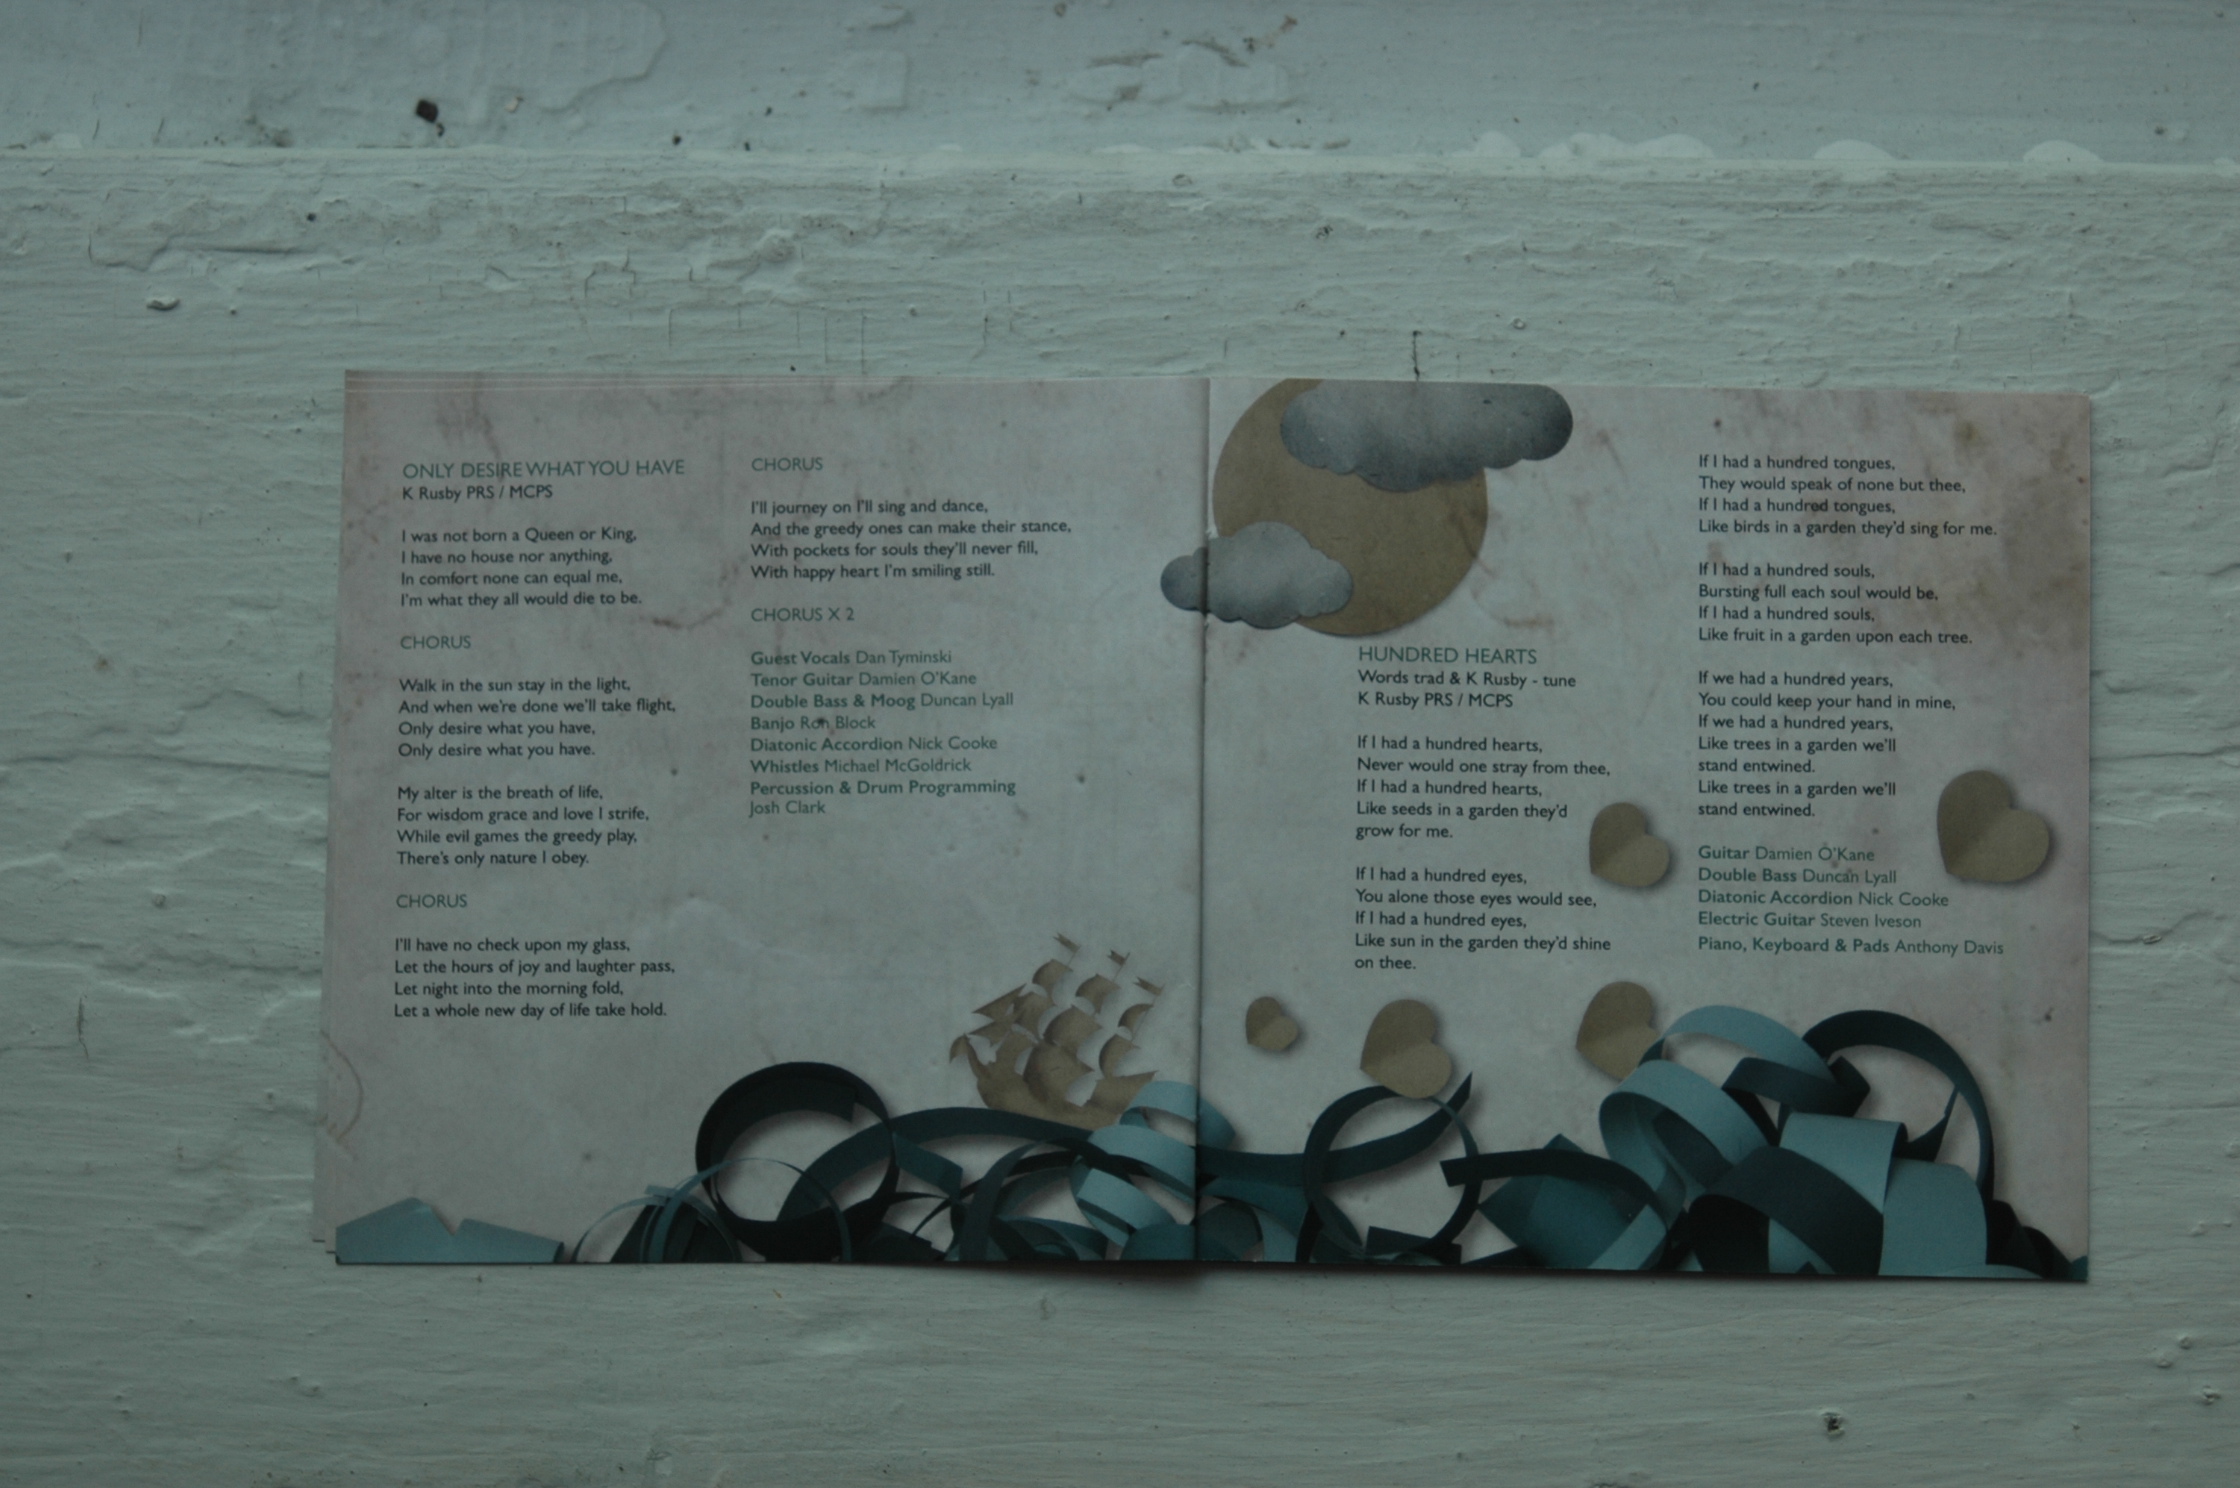 ONLY DESIRE WHAT YOU HAVE
K Rusby PRS / MCPS
I was not born a Queen or King,
I have no house nor anything,
In comfort none can equal me,
I'm what they all would die to be.
CHORUS
Walk in the sun stay in the light,
And when we're done we'll take flight,
Only desire what you have,
Only desire what you have.
My alter is the breath of life,
For wisdom grace and love I strife,
While evil games the greedy play,
There's only nature I obey.
CHORUS
I'll have no check upon my glass,
Let the hours of joy and laughter pass,
Let night into the morning fold,
Let a whole new day of life take hold.
CHORUS
I'll journey on I'll sing and dance,
And the greedy ones can make their stance,
With pockets for souls they'll never fill,
With happy heart I'm smiling still.
CHORUS X 2
Guest Vocals Dan Tyminski
Tenor Guitar Damien O'Kane
Double Bass & Moog Duncan Lyall
Banjo Ron Block
Diatonic Accordion Nick Cooke
Whistles Michael McGoldrick
Percussion & Drum Programming
Josh Clark
HUNDRED HEARTS
Words trad & K Rusby - tune
K Rusby PRS / MCPS
If I had a hundred hearts,
Never would one stray from thee,
If I had a hundred hearts,
Like seeds in a garden they'd
grow for me.
If I had a hundred eyes,
You alone those eyes would see,
If I had a hundred eyes,
Like sun in the garden they'd shine
on thee.
If I had a hundred tongues,
They would speak of none but thee,
If I had a hundred tongues,
Like birds in a garden they'd sing for me.
If I had a hundred souls,
Bursting full each soul would be,
If I had a hundred souls,
Like fruit in a garden upon each tree.
If we had a hundred years,
You could keep your hand in mine,
If we had a hundred years,
Like trees in a garden we'll
stand entwined.
Like trees in a garden we'll
stand entwined.
Guitar Damien O'Kane
Double Bass Duncan Lyall
Diatonic Accordion Nick Cooke
Electric Guitar Steven Iveson
Piano, Keyboard & Pads Anthony Davis